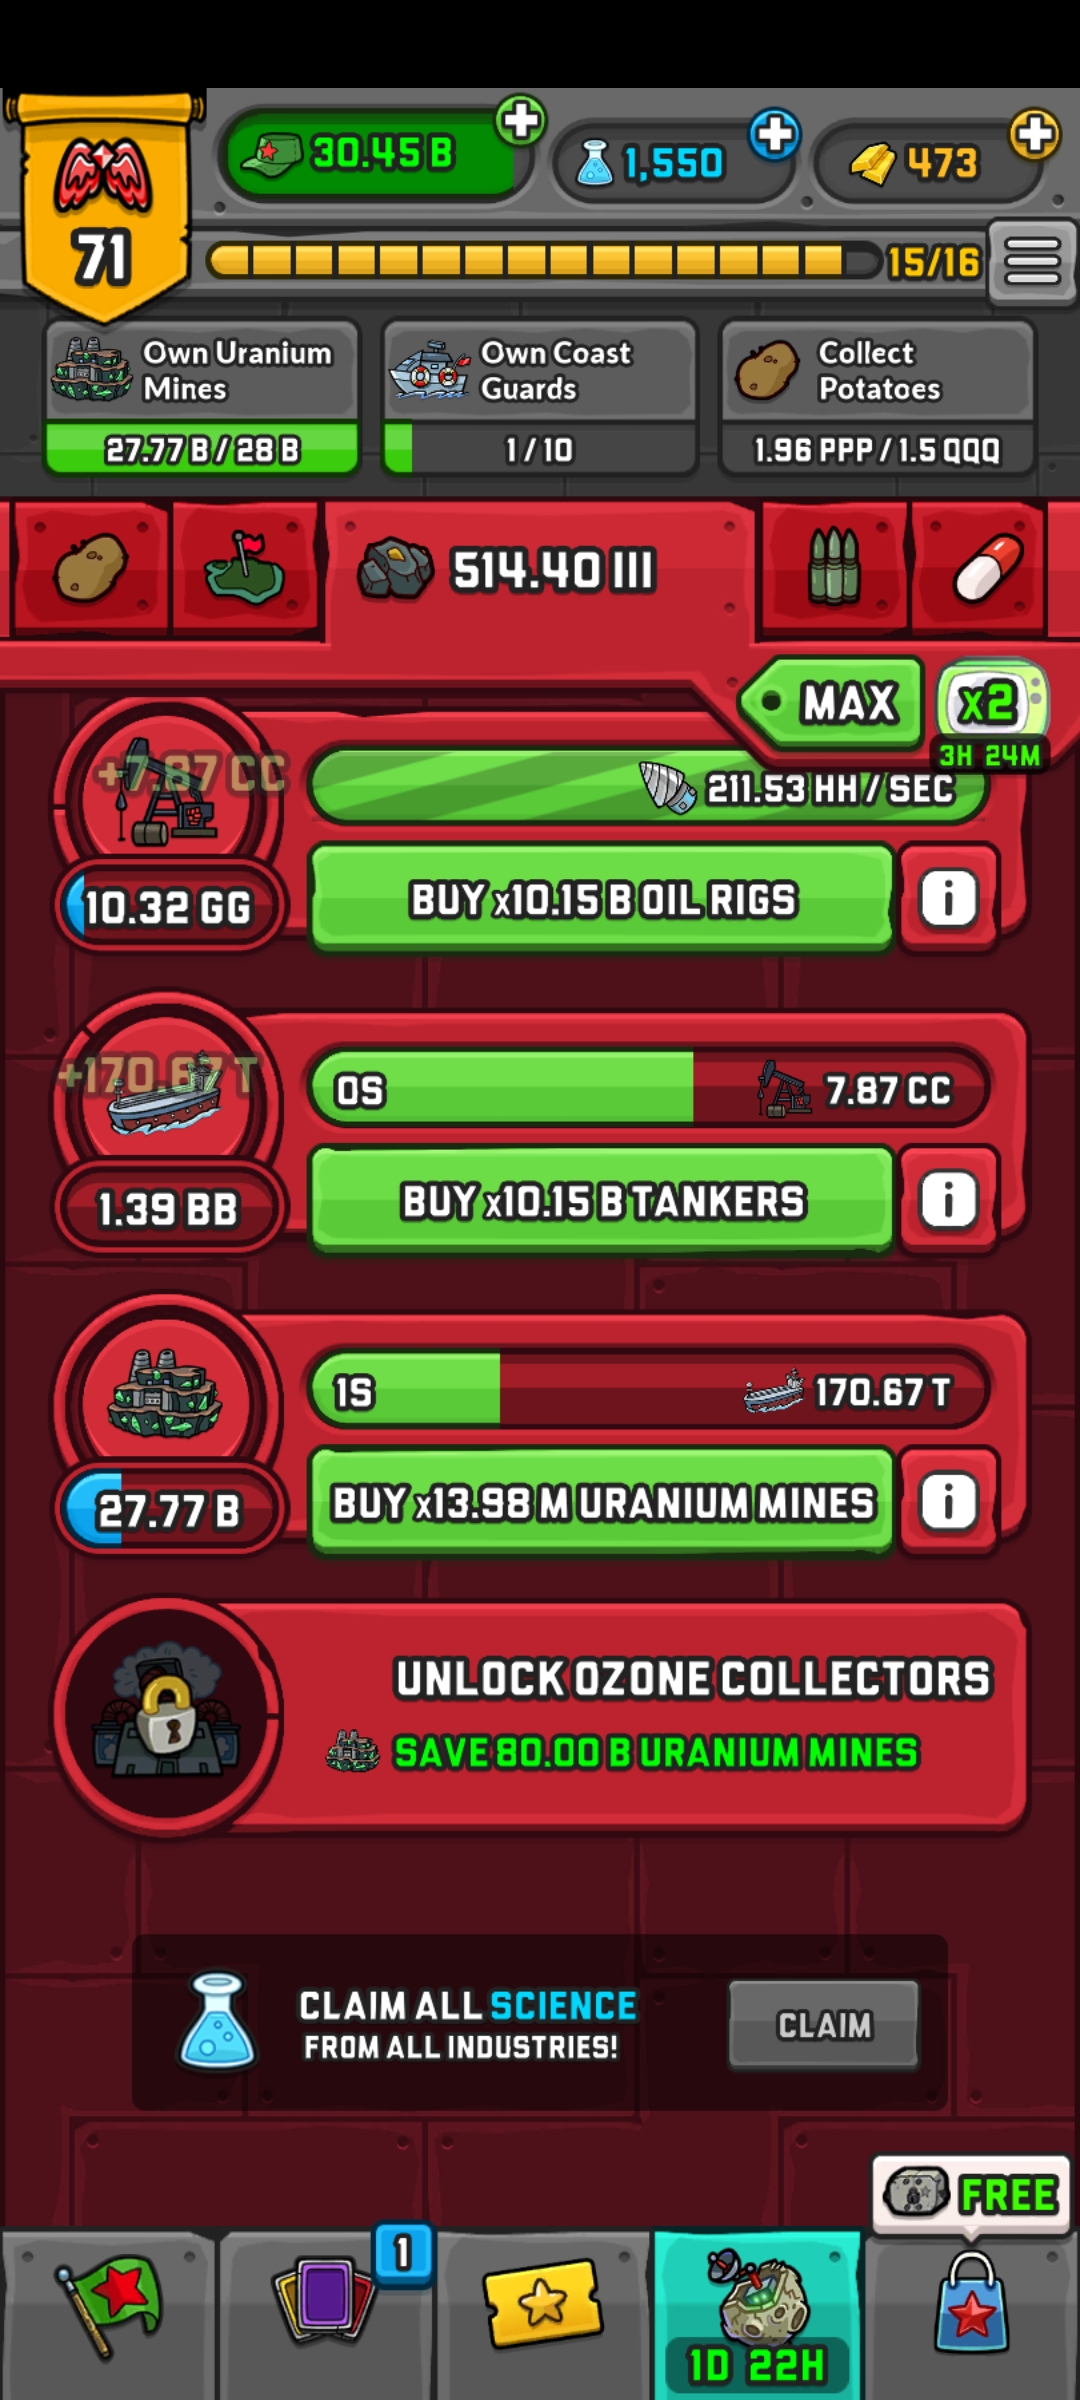 30.45 B
1,550
473
71
15/16
Own Uranium Mines
27.77 B / 28 B
Own Coast Guards
1 / 10
Collect Potatoes
1.96 PPP / 1.5 QQQ
514.40 III
MAX
x2
3H 24M
+7.87 CC
211.53 HH / SEC
10.32 GG
BUY x10.15 B OIL RIGS
i
+170.67 T
0S
7.87 CC
1.39 BB
BUY x10.15 B TANKERS
i
1S
170.67 T
27.77 B
BUY x13.98 M URANIUM MINES
i
UNLOCK OZONE COLLECTORS
SAVE 80.00 B URANIUM MINES
CLAIM ALL SCIENCE
FROM ALL INDUSTRIES!
CLAIM
FREE
1
1D 22H